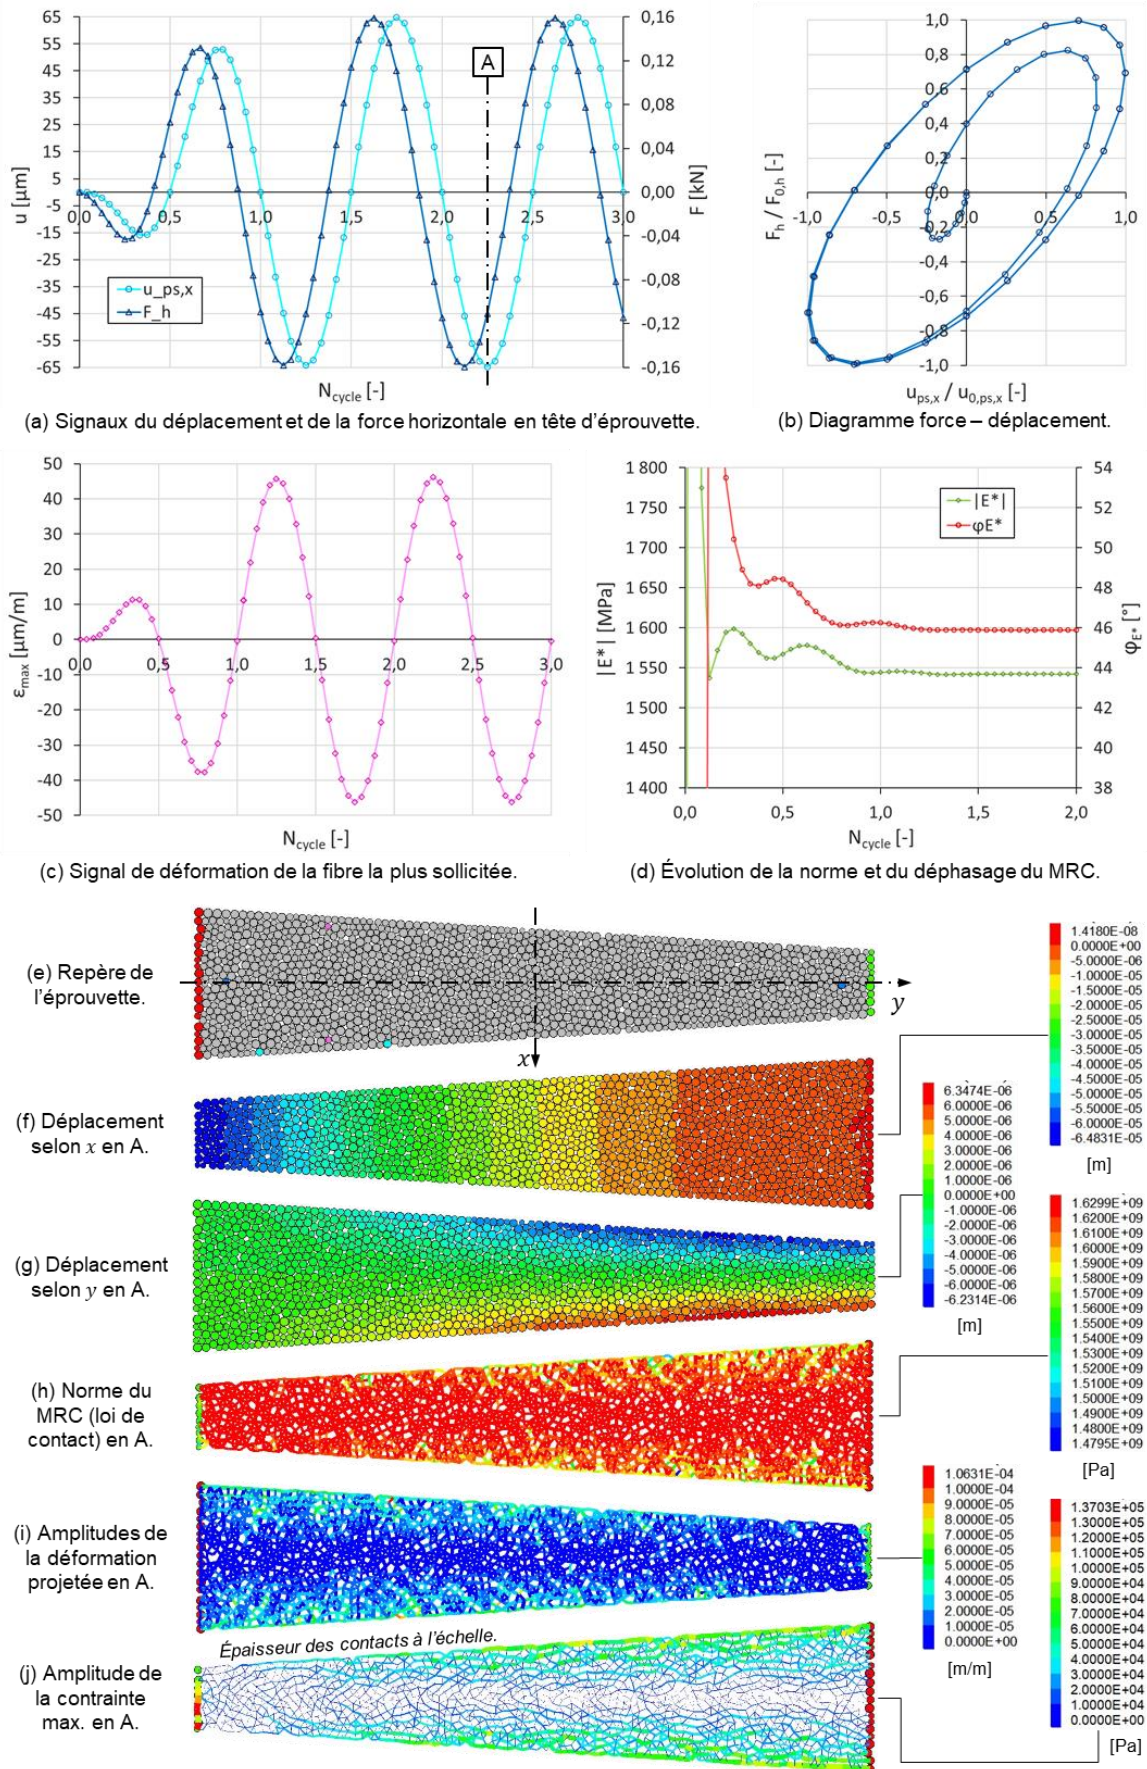 65
55
45
35
25
15
5
-5
-15
-25
-35
-45
-55
-65
u [µm]
0,0
0,5
1,0
1,5
2,0
2,5
3,0
N_cycle [-]
0,16
0,12
0,08
0,04
0,00
-0,04
-0,08
-0,12
-0,16
F [kN]
A
u_ps,x
F_h
(a) Signaux du déplacement et de la force horizontale en tête d'éprouvette.
1,0
0,8
0,6
0,4
0,2
0,0
-0,2
-0,4
-0,6
-0,8
-1,0
F_h / F_0,h [-]
-1,0
-0,5
0,0
0,5
1,0
u_ps,x / u_0,ps,x [-]
(b) Diagramme force – déplacement.
50
40
30
20
10
0
-10
-20
-30
-40
-50
ε_max [µm/m]
0,0
0,5
1,0
1,5
2,0
2,5
3,0
N_cycle [-]
(c) Signal de déformation de la fibre la plus sollicitée.
1 800
1 750
1 700
1 650
1 600
1 550
1 500
1 450
1 400
|E*| [MPa]
54
52
50
48
46
44
42
40
38
φ_E* [°]
|E*|
φE*
0,0
0,5
1,0
1,5
2,0
N_cycle [-]
(d) Évolution de la norme et du déphasage du MRC.
(e) Repère de
l'éprouvette.
y
x
(f) Déplacement
selon x en A.
1.4180E-08
0.0000E+00
-5.0000E-06
-1.0000E-05
-1.5000E-05
-2.0000E-05
-2.5000E-05
-3.0000E-05
-3.5000E-05
-4.0000E-05
-4.5000E-05
-5.0000E-05
-5.5000E-05
-6.0000E-05
-6.4831E-05
[m]
(g) Déplacement
selon y en A.
6.3474E-06
6.0000E-06
5.0000E-06
4.0000E-06
3.0000E-06
2.0000E-06
1.0000E-06
0.0000E+00
-1.0000E-06
-2.0000E-06
-3.0000E-06
-4.0000E-06
-5.0000E-06
-6.0000E-06
-6.2314E-06
[m]
(h) Norme du
MRC (loi de
contact) en A.
1.6299E+09
1.6200E+09
1.6100E+09
1.6000E+09
1.5900E+09
1.5800E+09
1.5700E+09
1.5600E+09
1.5500E+09
1.5400E+09
1.5300E+09
1.5200E+09
1.5100E+09
1.5000E+09
1.4900E+09
1.4800E+09
1.4795E+09
[Pa]
(i) Amplitudes de
la déformation
projetée en A.
1.0631E-04
1.0000E-04
9.0000E-05
8.0000E-05
7.0000E-05
6.0000E-05
5.0000E-05
4.0000E-05
3.0000E-05
2.0000E-05
1.0000E-05
0.0000E+00
[m/m]
Épaisseur des contacts à l'échelle.
(j) Amplitude de
la contrainte
max. en A.
1.3703E+05
1.3000E+05
1.2000E+05
1.1000E+05
1.0000E+05
9.0000E+04
8.0000E+04
7.0000E+04
6.0000E+04
5.0000E+04
4.0000E+04
3.0000E+04
2.0000E+04
1.0000E+04
0.0000E+00
[Pa]